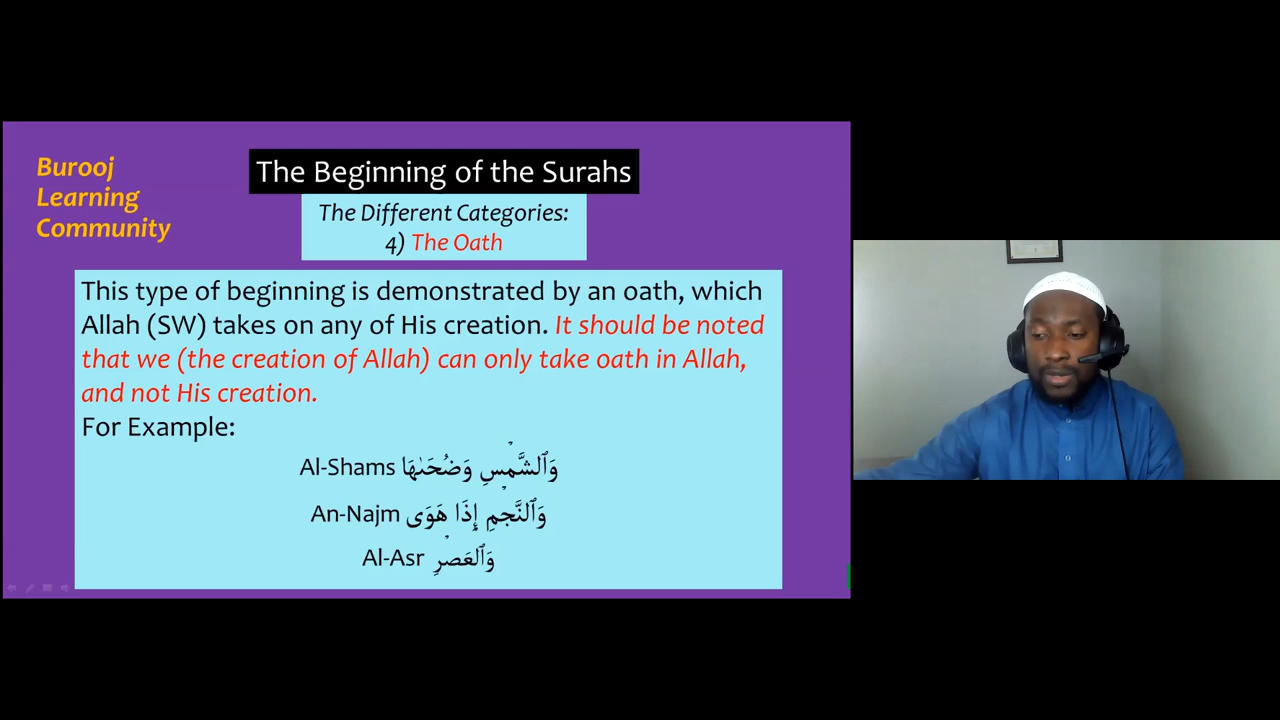 Burooj
Learning
Community
The Beginning of the Surahs
The Different Categories:
4) The Oath
This type of beginning is demonstrated by an oath, which
Allah (SW) takes on any of His creation. It should be noted
that we (the creation of Allah) can only take oath in Allah,
and not His creation.
For Example:
Al-Shams وَٱلشَّمۡسِ وَضُحَىٰهَا
An-Najm وَٱلنَّجۡمِ إِذَا هَوَى
Al-Asr وَٱلعَصۡرِ